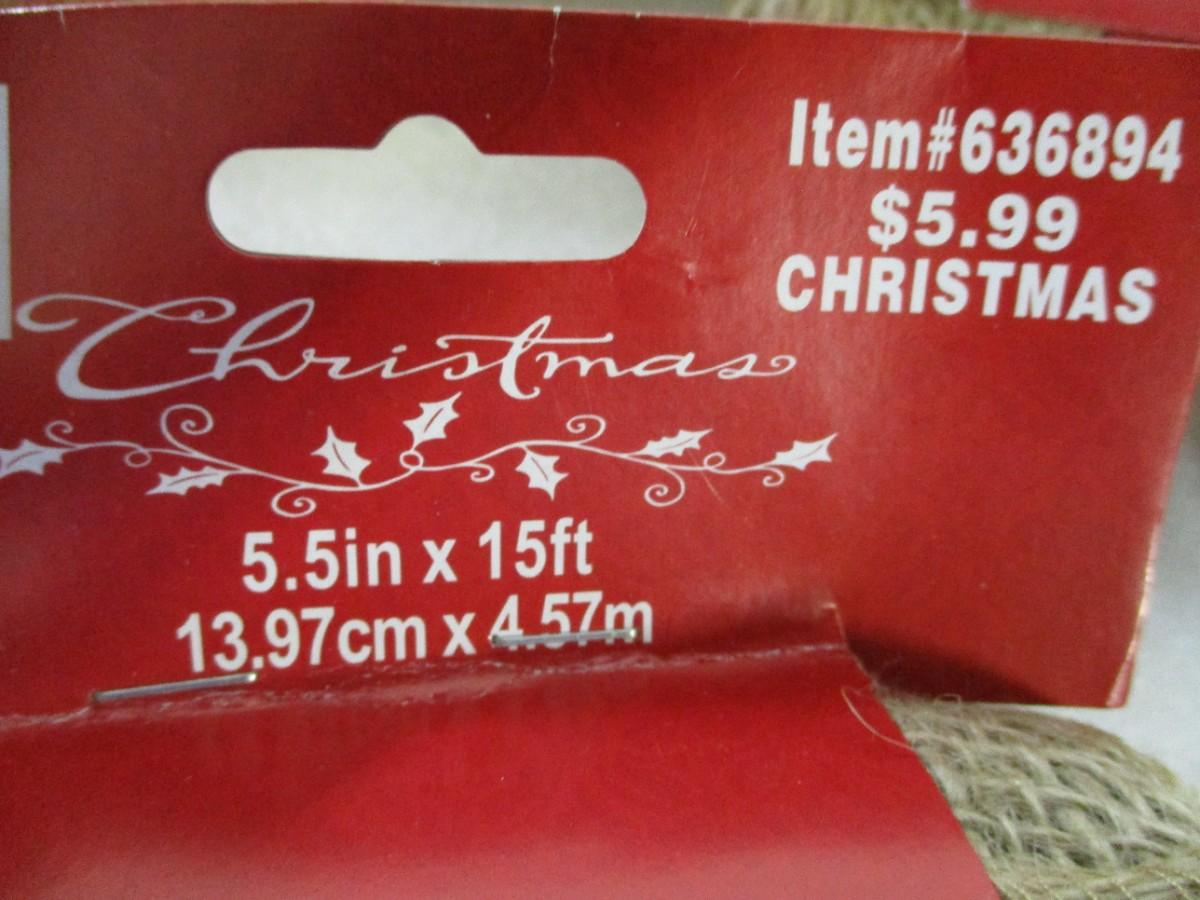 Item#636894
$5.99
CHRISTMAS
Christmas
5.5in x 15ft
13.97cm x 4.57m